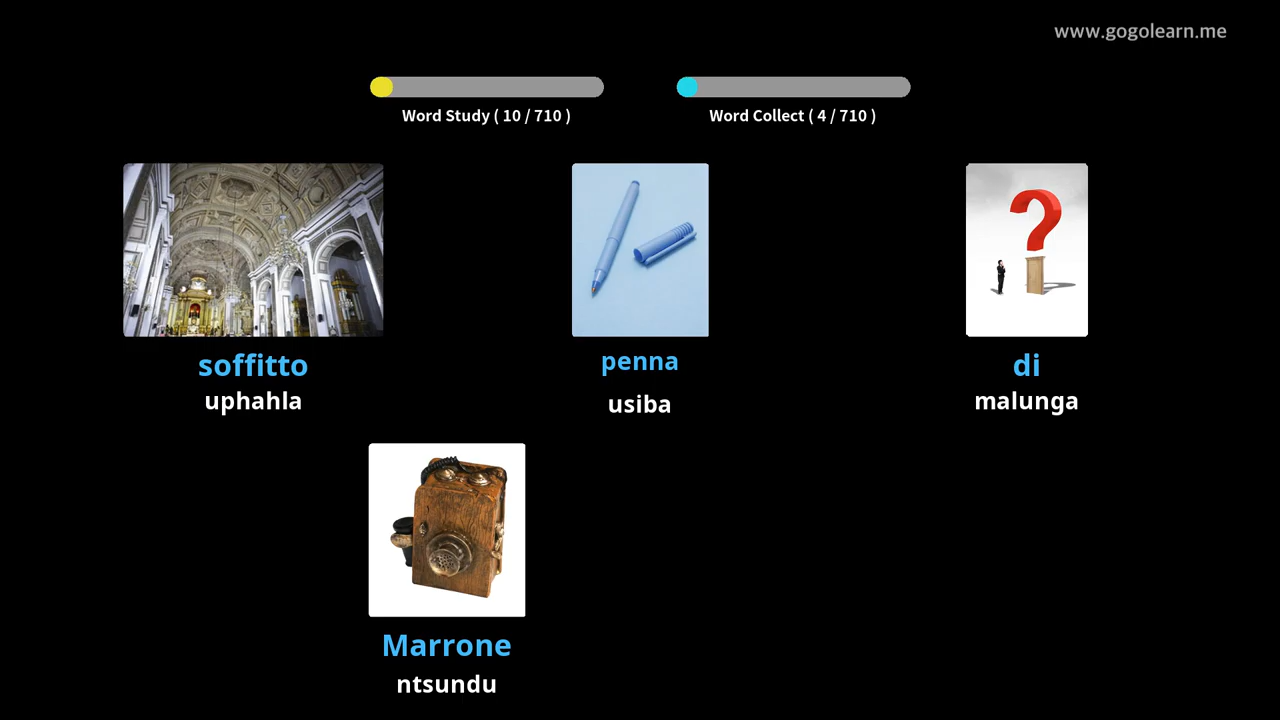 www.gogolearn.me
Word Study ( 10 / 710 )
Word Collect ( 4 / 710 )
soffitto
uphahla
penna
usiba
di
malunga
Marrone
ntsundu